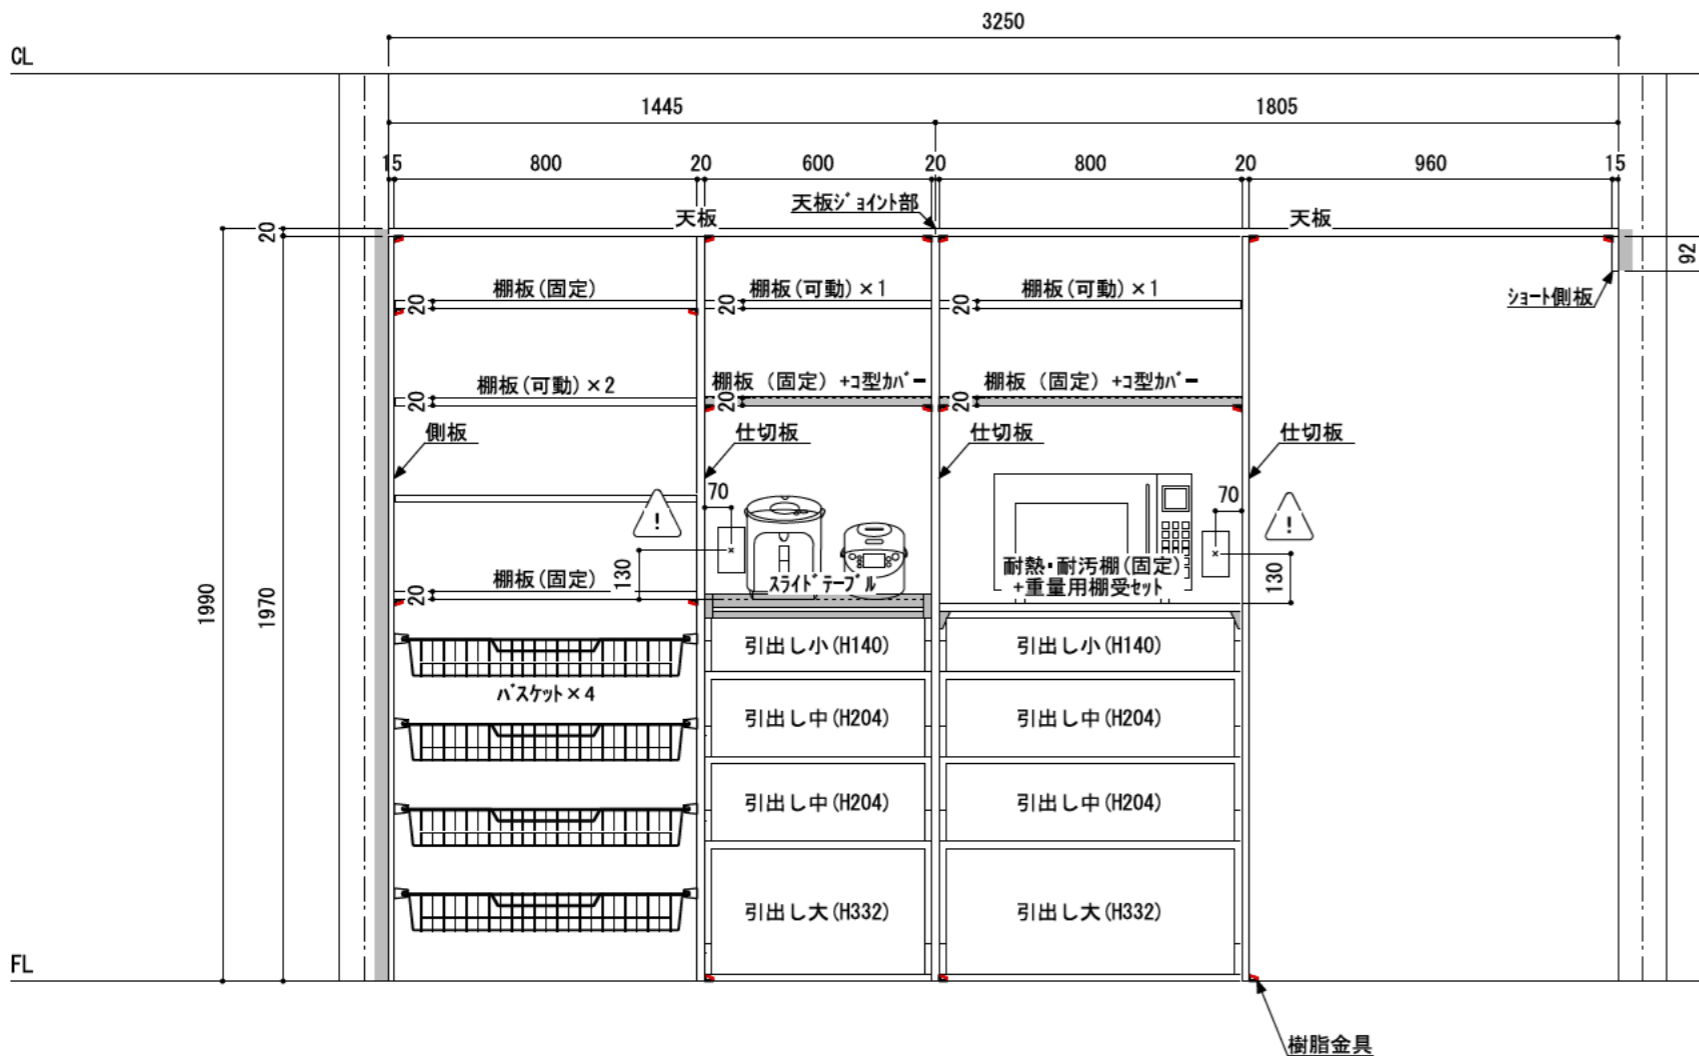 3250
CL
1445
1805
15
800
20
600
20
800
20
960
15
天板ｼﾞｮｲﾝﾄ部
天板
天板
20
92
棚板(固定)
棚板(可動)×1
棚板(可動)×1
ｼｮｰﾄ側板
20
20
20
棚板(可動)×2
棚板（固定）+ｺ型ｶﾊﾞｰ
棚板（固定）+ｺ型ｶﾊﾞｰ
20
20
20
側板
仕切板
仕切板
仕切板
70
70
!
!
1990
1970
130
130
棚板(固定)
20
ｽﾗｲﾄﾞﾃｰﾌﾞﾙ
耐熱・耐汚棚(固定)
+重量用棚受ｾｯﾄ
引出し小(H140)
引出し小(H140)
ﾊﾞｽｹｯﾄ×4
引出し中(H204)
引出し中(H204)
引出し中(H204)
引出し中(H204)
引出し大(H332)
引出し大(H332)
FL
樹脂金具